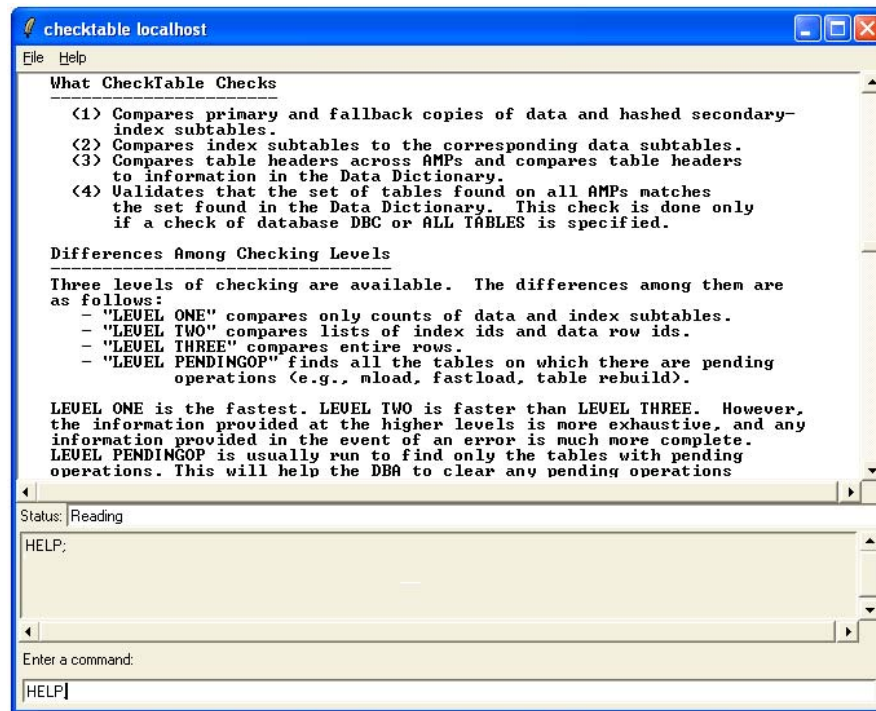 checktable localhost
File Help
What CheckTable Checks
(1) Compares primary and fallback copies of data and hashed secondary-
index subtables.
(2) Compares index subtables to the corresponding data subtables.
(3) Compares table headers across AMPs and compares table headers
to information in the Data Dictionary.
(4) Validates that the set of tables found on all AMPs matches
the set found in the Data Dictionary. This check is done only
if a check of database DBC or ALL TABLES is specified.
Differences Among Checking Levels
Three levels of checking are available. The differences among them are
as follows:
- "LEVEL ONE" compares only counts of data and index subtables.
- "LEVEL TWO" compares lists of index ids and data row ids.
- "LEVEL THREE" compares entire rows.
- "LEVEL PENDINGOP" finds all the tables on which there are pending
operations (e.g., mload, fastload, table rebuild).
LEVEL ONE is the fastest. LEVEL TWO is faster than LEVEL THREE. However,
the information provided at the higher levels is more exhaustive, and any
information provided in the event of an error is much more complete.
LEVEL PENDINGOP is usually run to find only the tables with pending
operations. This will help the DBA to clear any pending operations
Status: Reading
HELP;
Enter a command:
HELP;